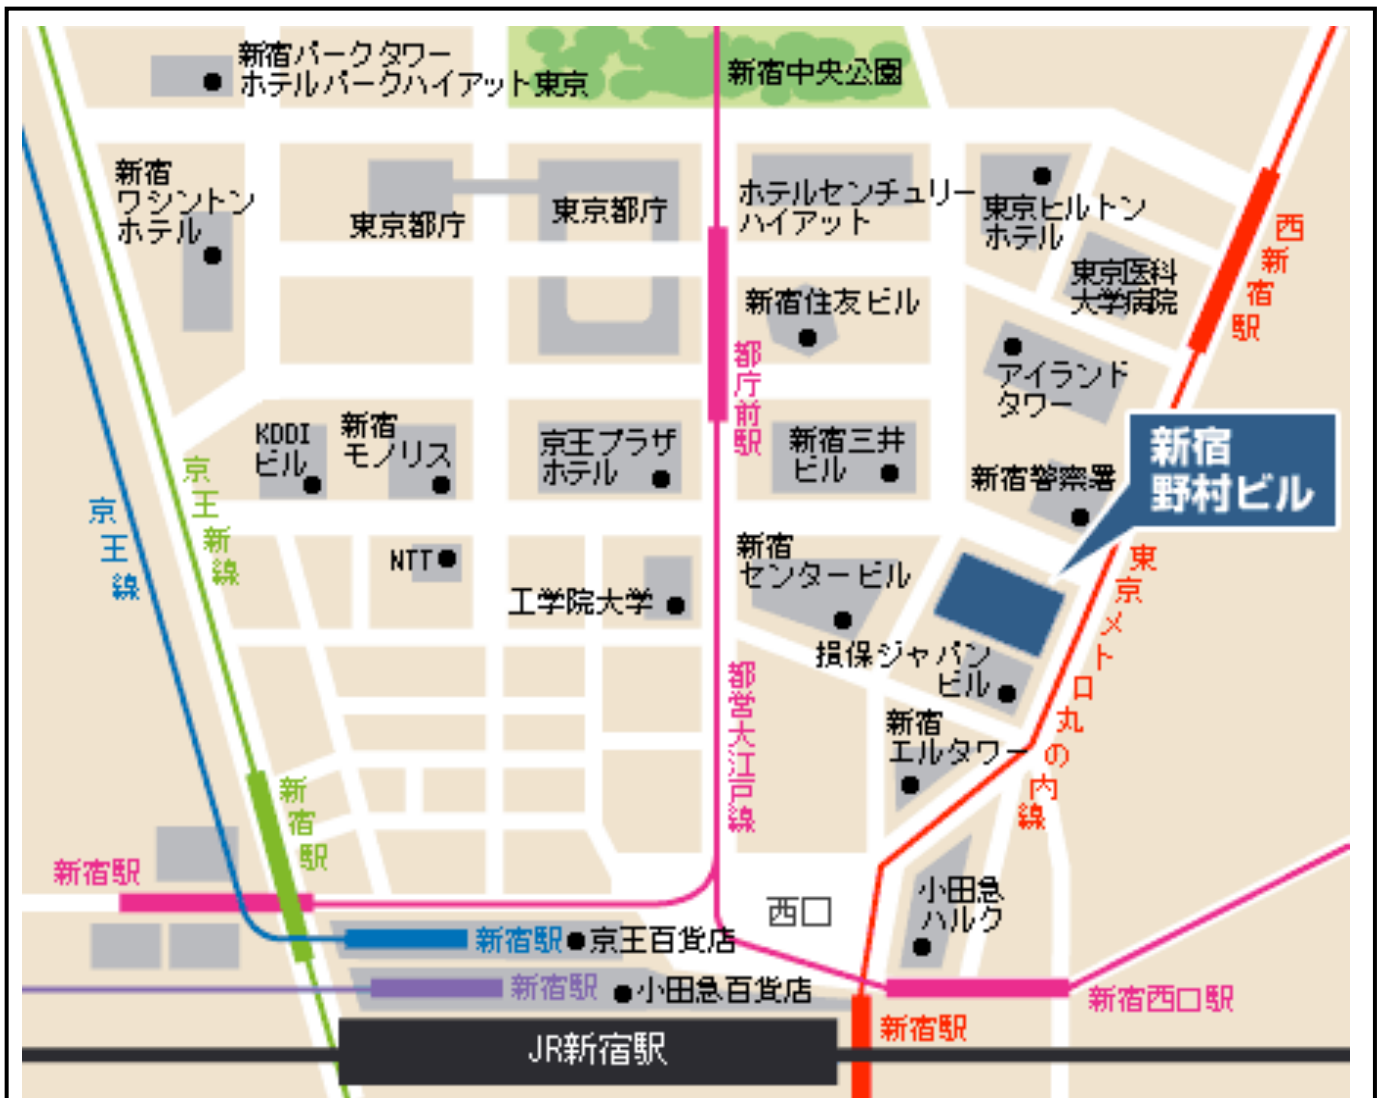 新宿パークタワー
ホテルパークハイアット東京
新宿中央公園
新宿
ワシントン
ホテル
東京都庁
東京都庁
ホテルセンチュリー
ハイアット
東京ヒルトン
ホテル
東京医科
大学病院
西新宿駅
新宿住友ビル
都庁前駅
アイランド
タワー
KDDI
ビル
新宿
モノリス
京王プラザ
ホテル
新宿三井
ビル
新宿警察署
新宿
野村ビル
京王線
京王新線
NTT
工学院大学
新宿
センタービル
損保ジャパン
ビル
東京メトロ丸の内線
都営大江戸線
新宿
エルタワー
新宿駅
新宿駅
小田急
ハルク
西口
新宿駅
京王百貨店
新宿駅
小田急百貨店
新宿西口駅
新宿駅
JR新宿駅